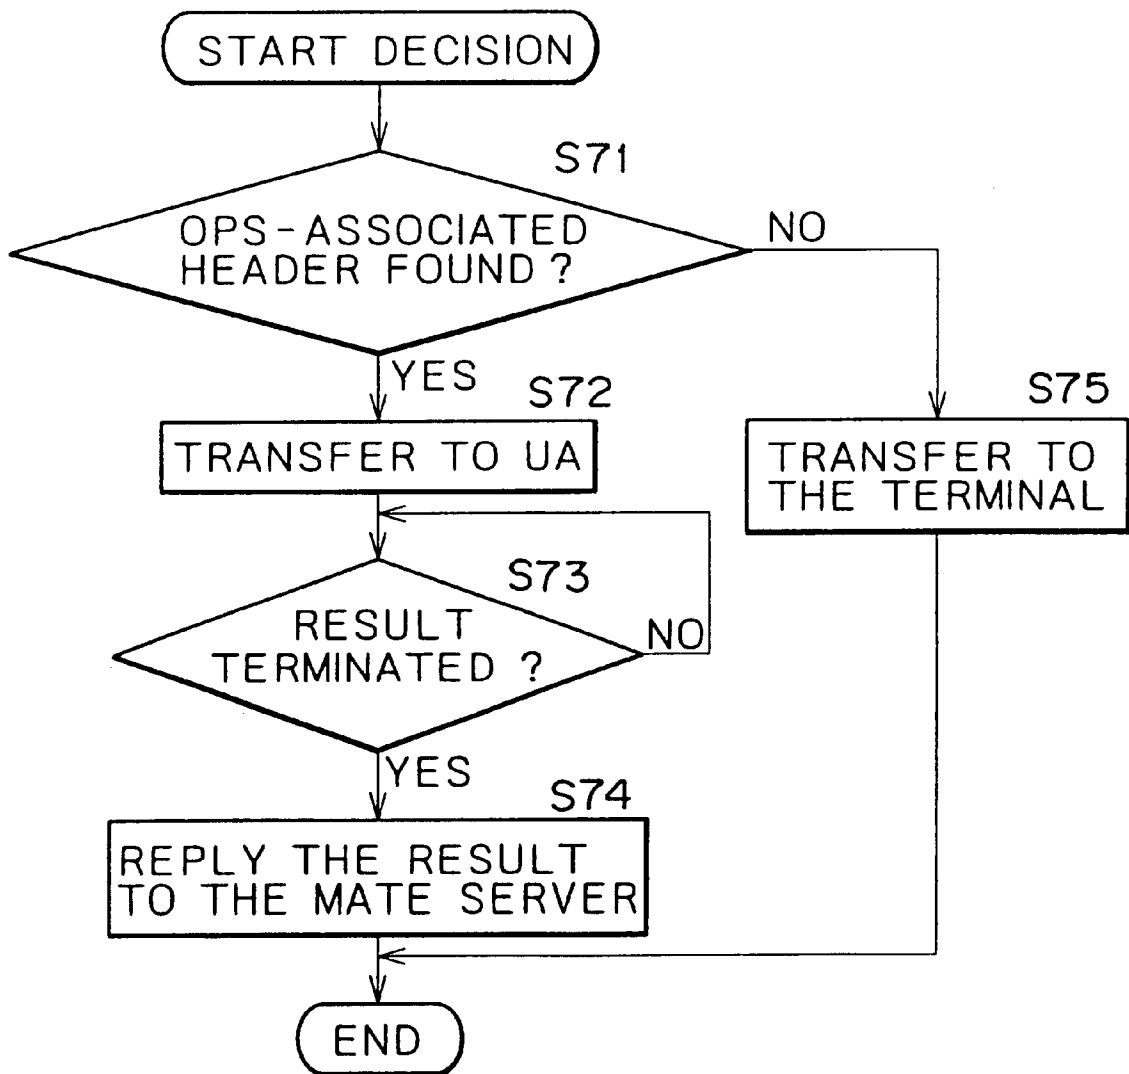 START DECISION
S71
OPS-ASSOCIATED
HEADER FOUND ?
NO
YES
S72
TRANSFER TO UA
S75
TRANSFER TO
THE TERMINAL
S73
RESULT
TERMINATED ?
NO
YES
S74
REPLY THE RESULT
TO THE MATE SERVER
END